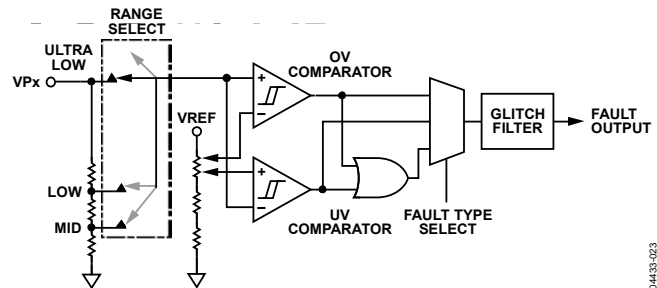 RANGE
SELECT
ULTRA
LOW
VPx
OV
COMPARATOR
+
−
VREF
GLITCH
FILTER
FAULT
OUTPUT
LOW
+
−
MID
UV
COMPARATOR
FAULT TYPE
SELECT
04433-023